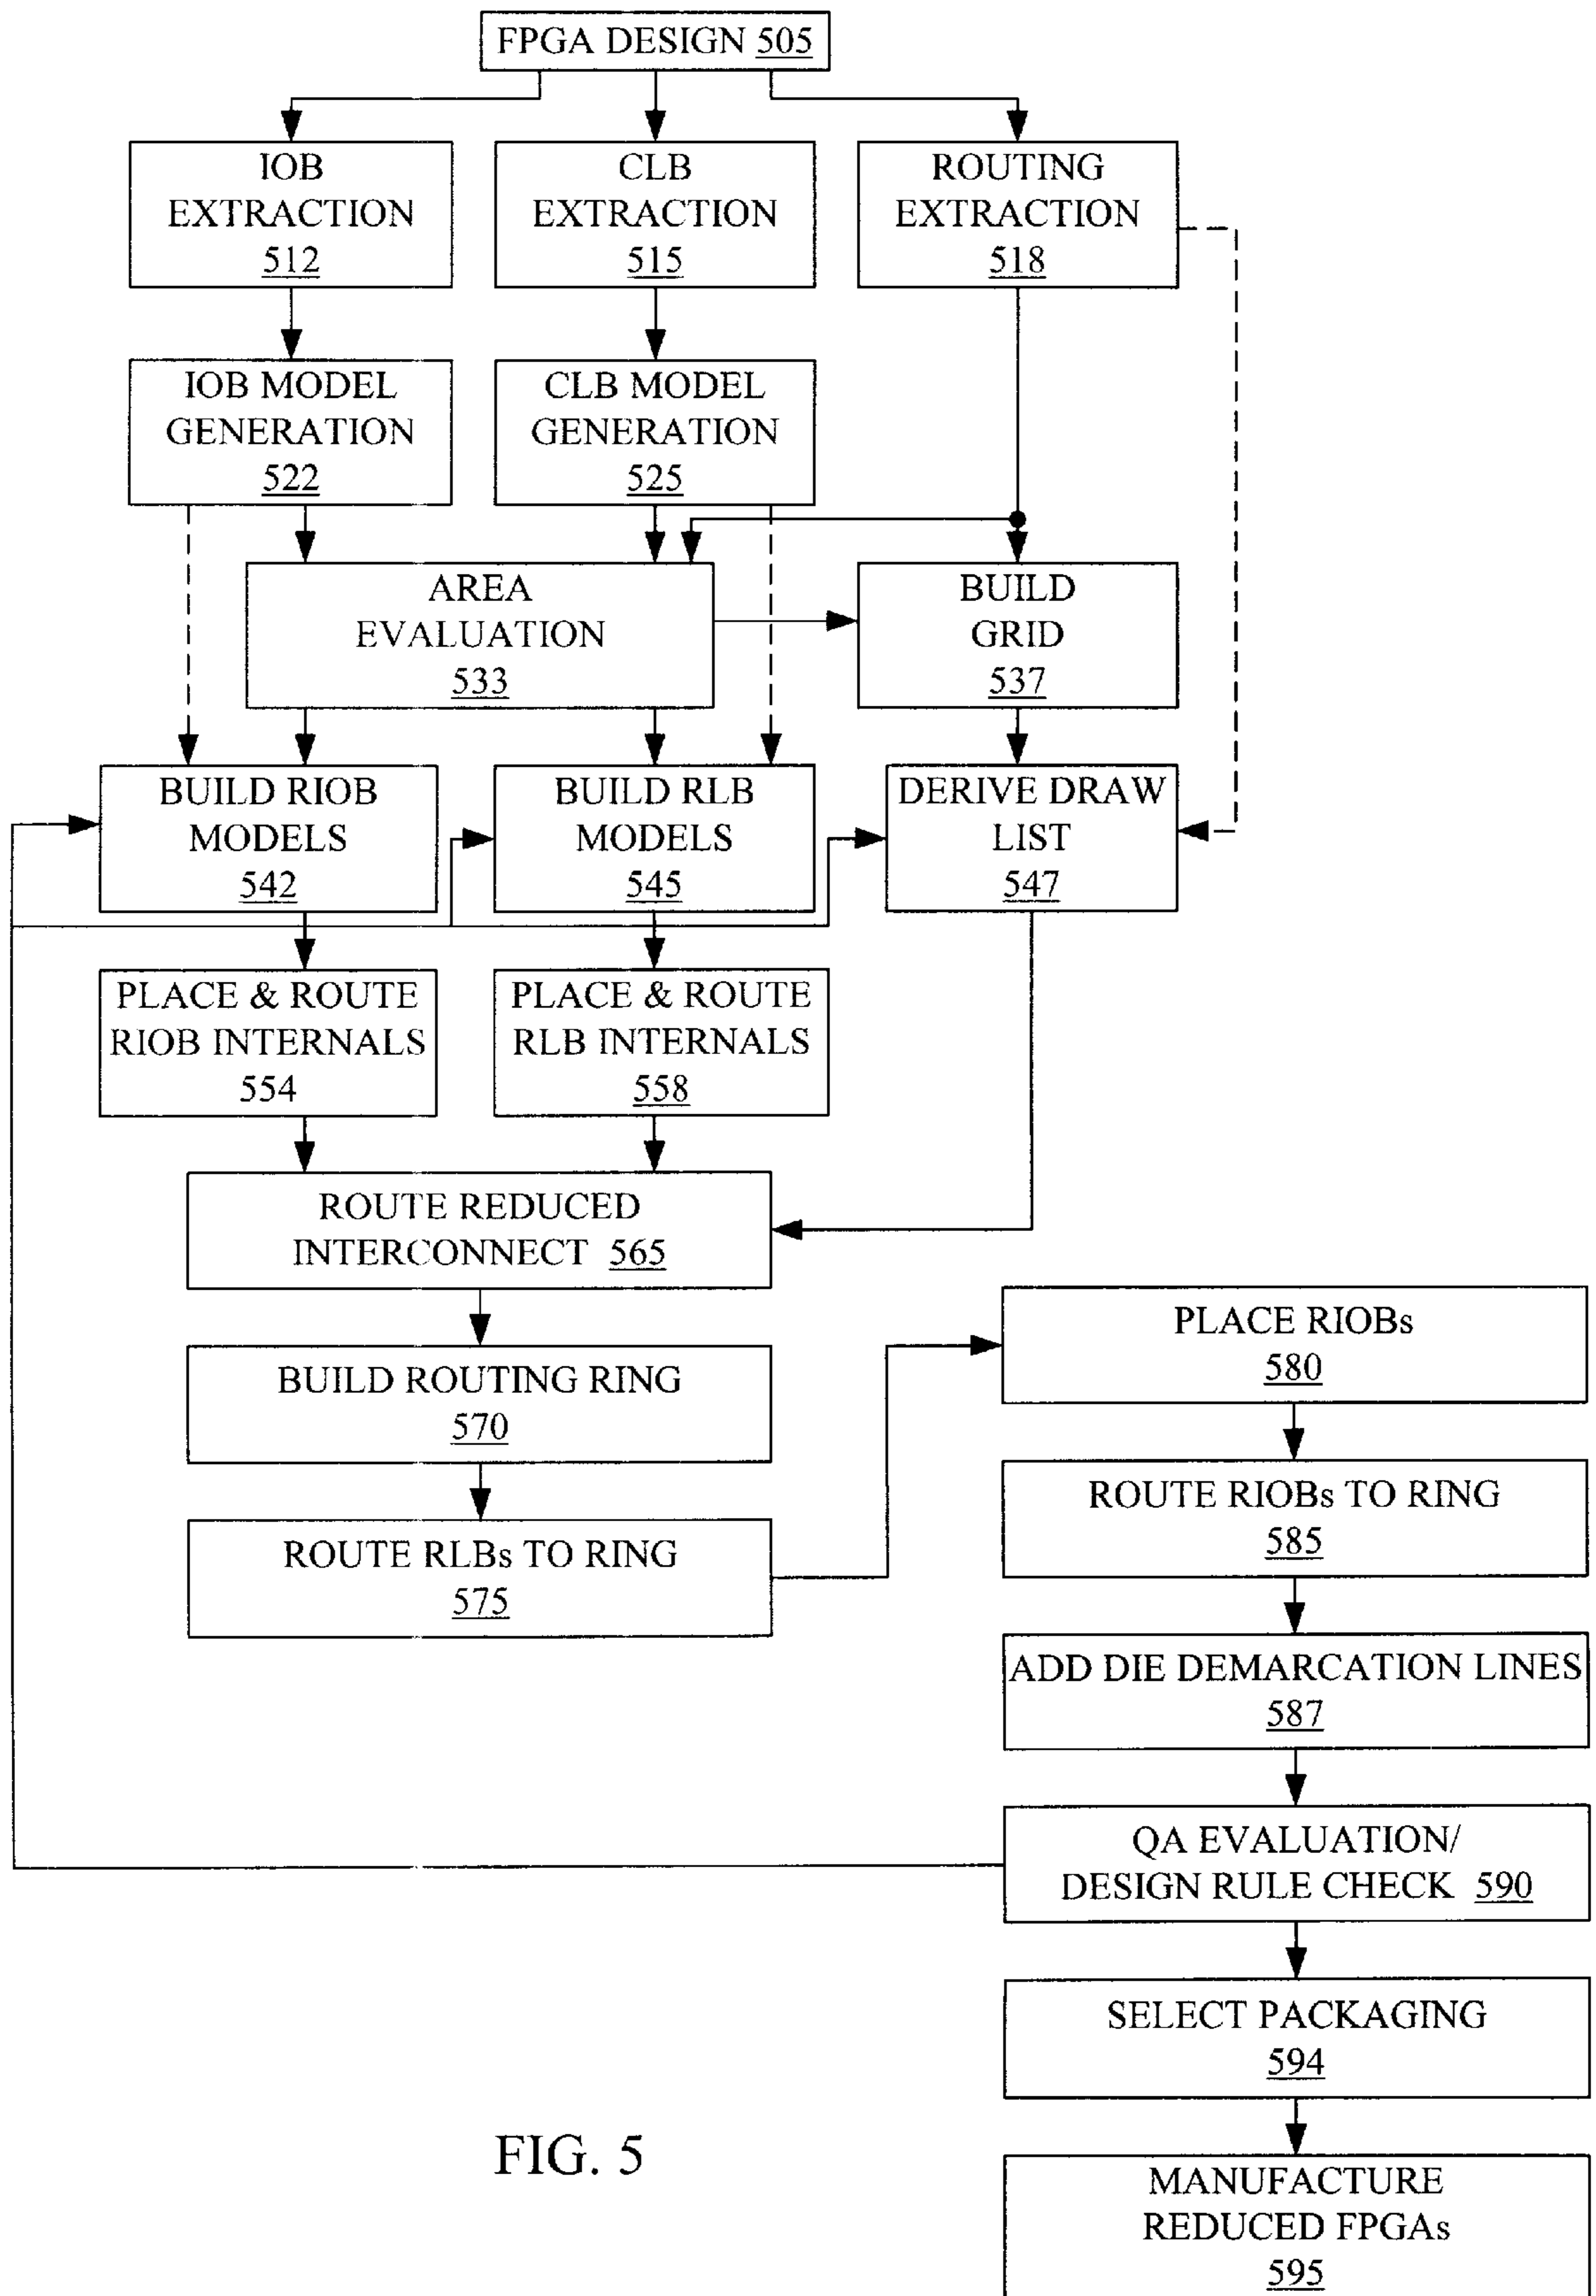 FPGA DESIGN 505
IOB
EXTRACTION
512
CLB
EXTRACTION
515
ROUTING
EXTRACTION
518
IOB MODEL
GENERATION
522
CLB MODEL
GENERATION
525
AREA
EVALUATION
533
BUILD
GRID
537
BUILD RIOB
MODELS
542
BUILD RLB
MODELS
545
DERIVE DRAW
LIST
547
PLACE & ROUTE
RIOB INTERNALS
554
PLACE & ROUTE
RLB INTERNALS
558
ROUTE REDUCED
INTERCONNECT 565
BUILD ROUTING RING
570
ROUTE RLBs TO RING
575
PLACE RIOBs
580
ROUTE RIOBs TO RING
585
ADD DIE DEMARCATION LINES
587
QA EVALUATION/
DESIGN RULE CHECK 590
SELECT PACKAGING
594
MANUFACTURE
REDUCED FPGAs
595
FIG. 5